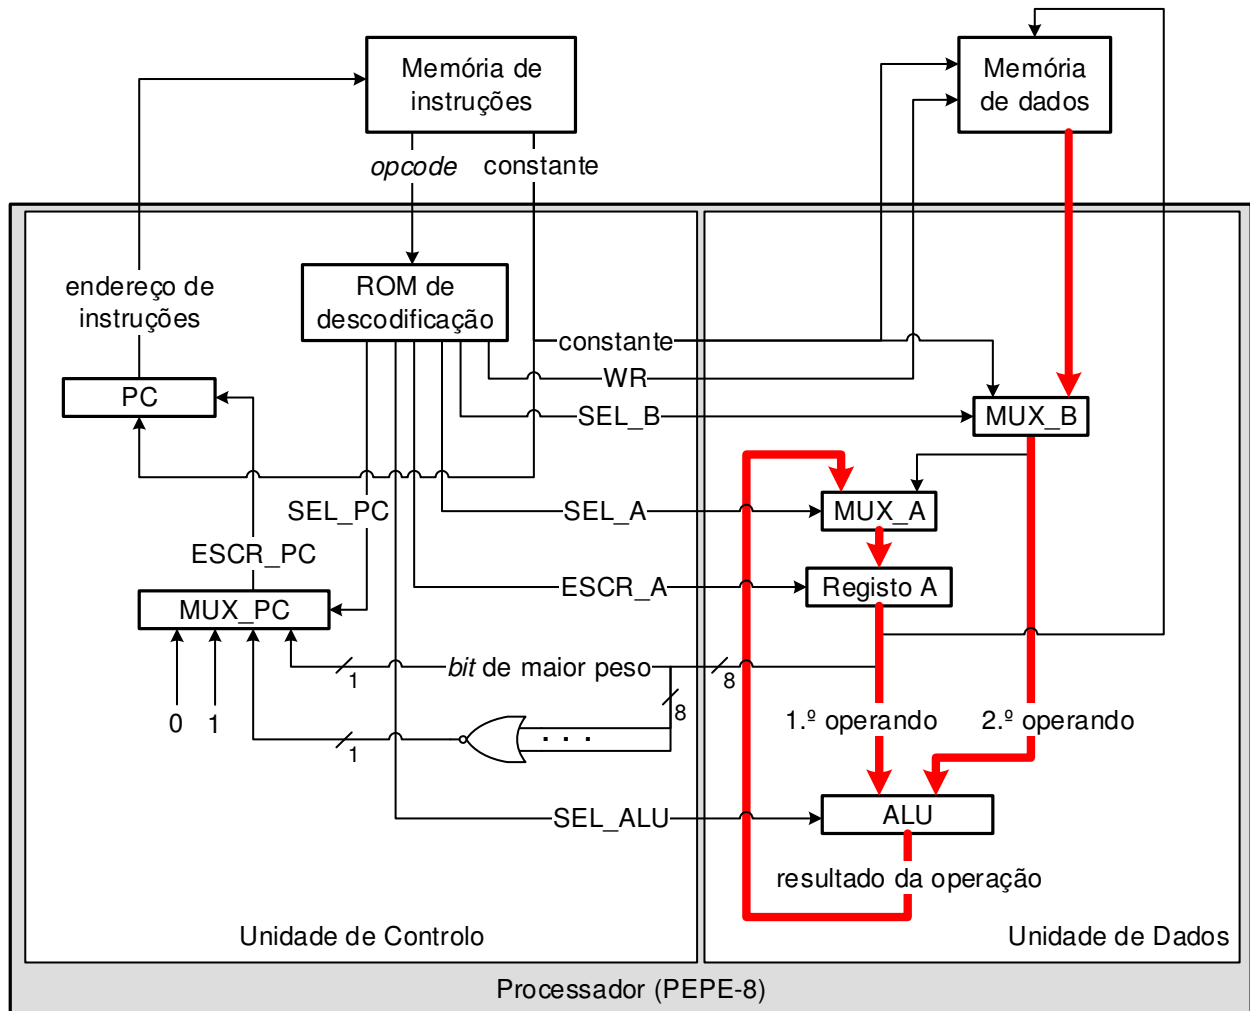 Memória de
instruções
Memória
de dados
opcode
constante
endereço de
instruções
ROM de
descodificação
constante
PC
WR
MUX_B
SEL_B
SEL_PC
SEL_A
MUX_A
ESCR_PC
ESCR_A
Registo A
MUX_PC
bit de maior peso
1
8
8
0
1
1
. . .
1.º operando
2.º operando
SEL_ALU
ALU
resultado da operação
Unidade de Controlo
Unidade de Dados
Processador (PEPE-8)